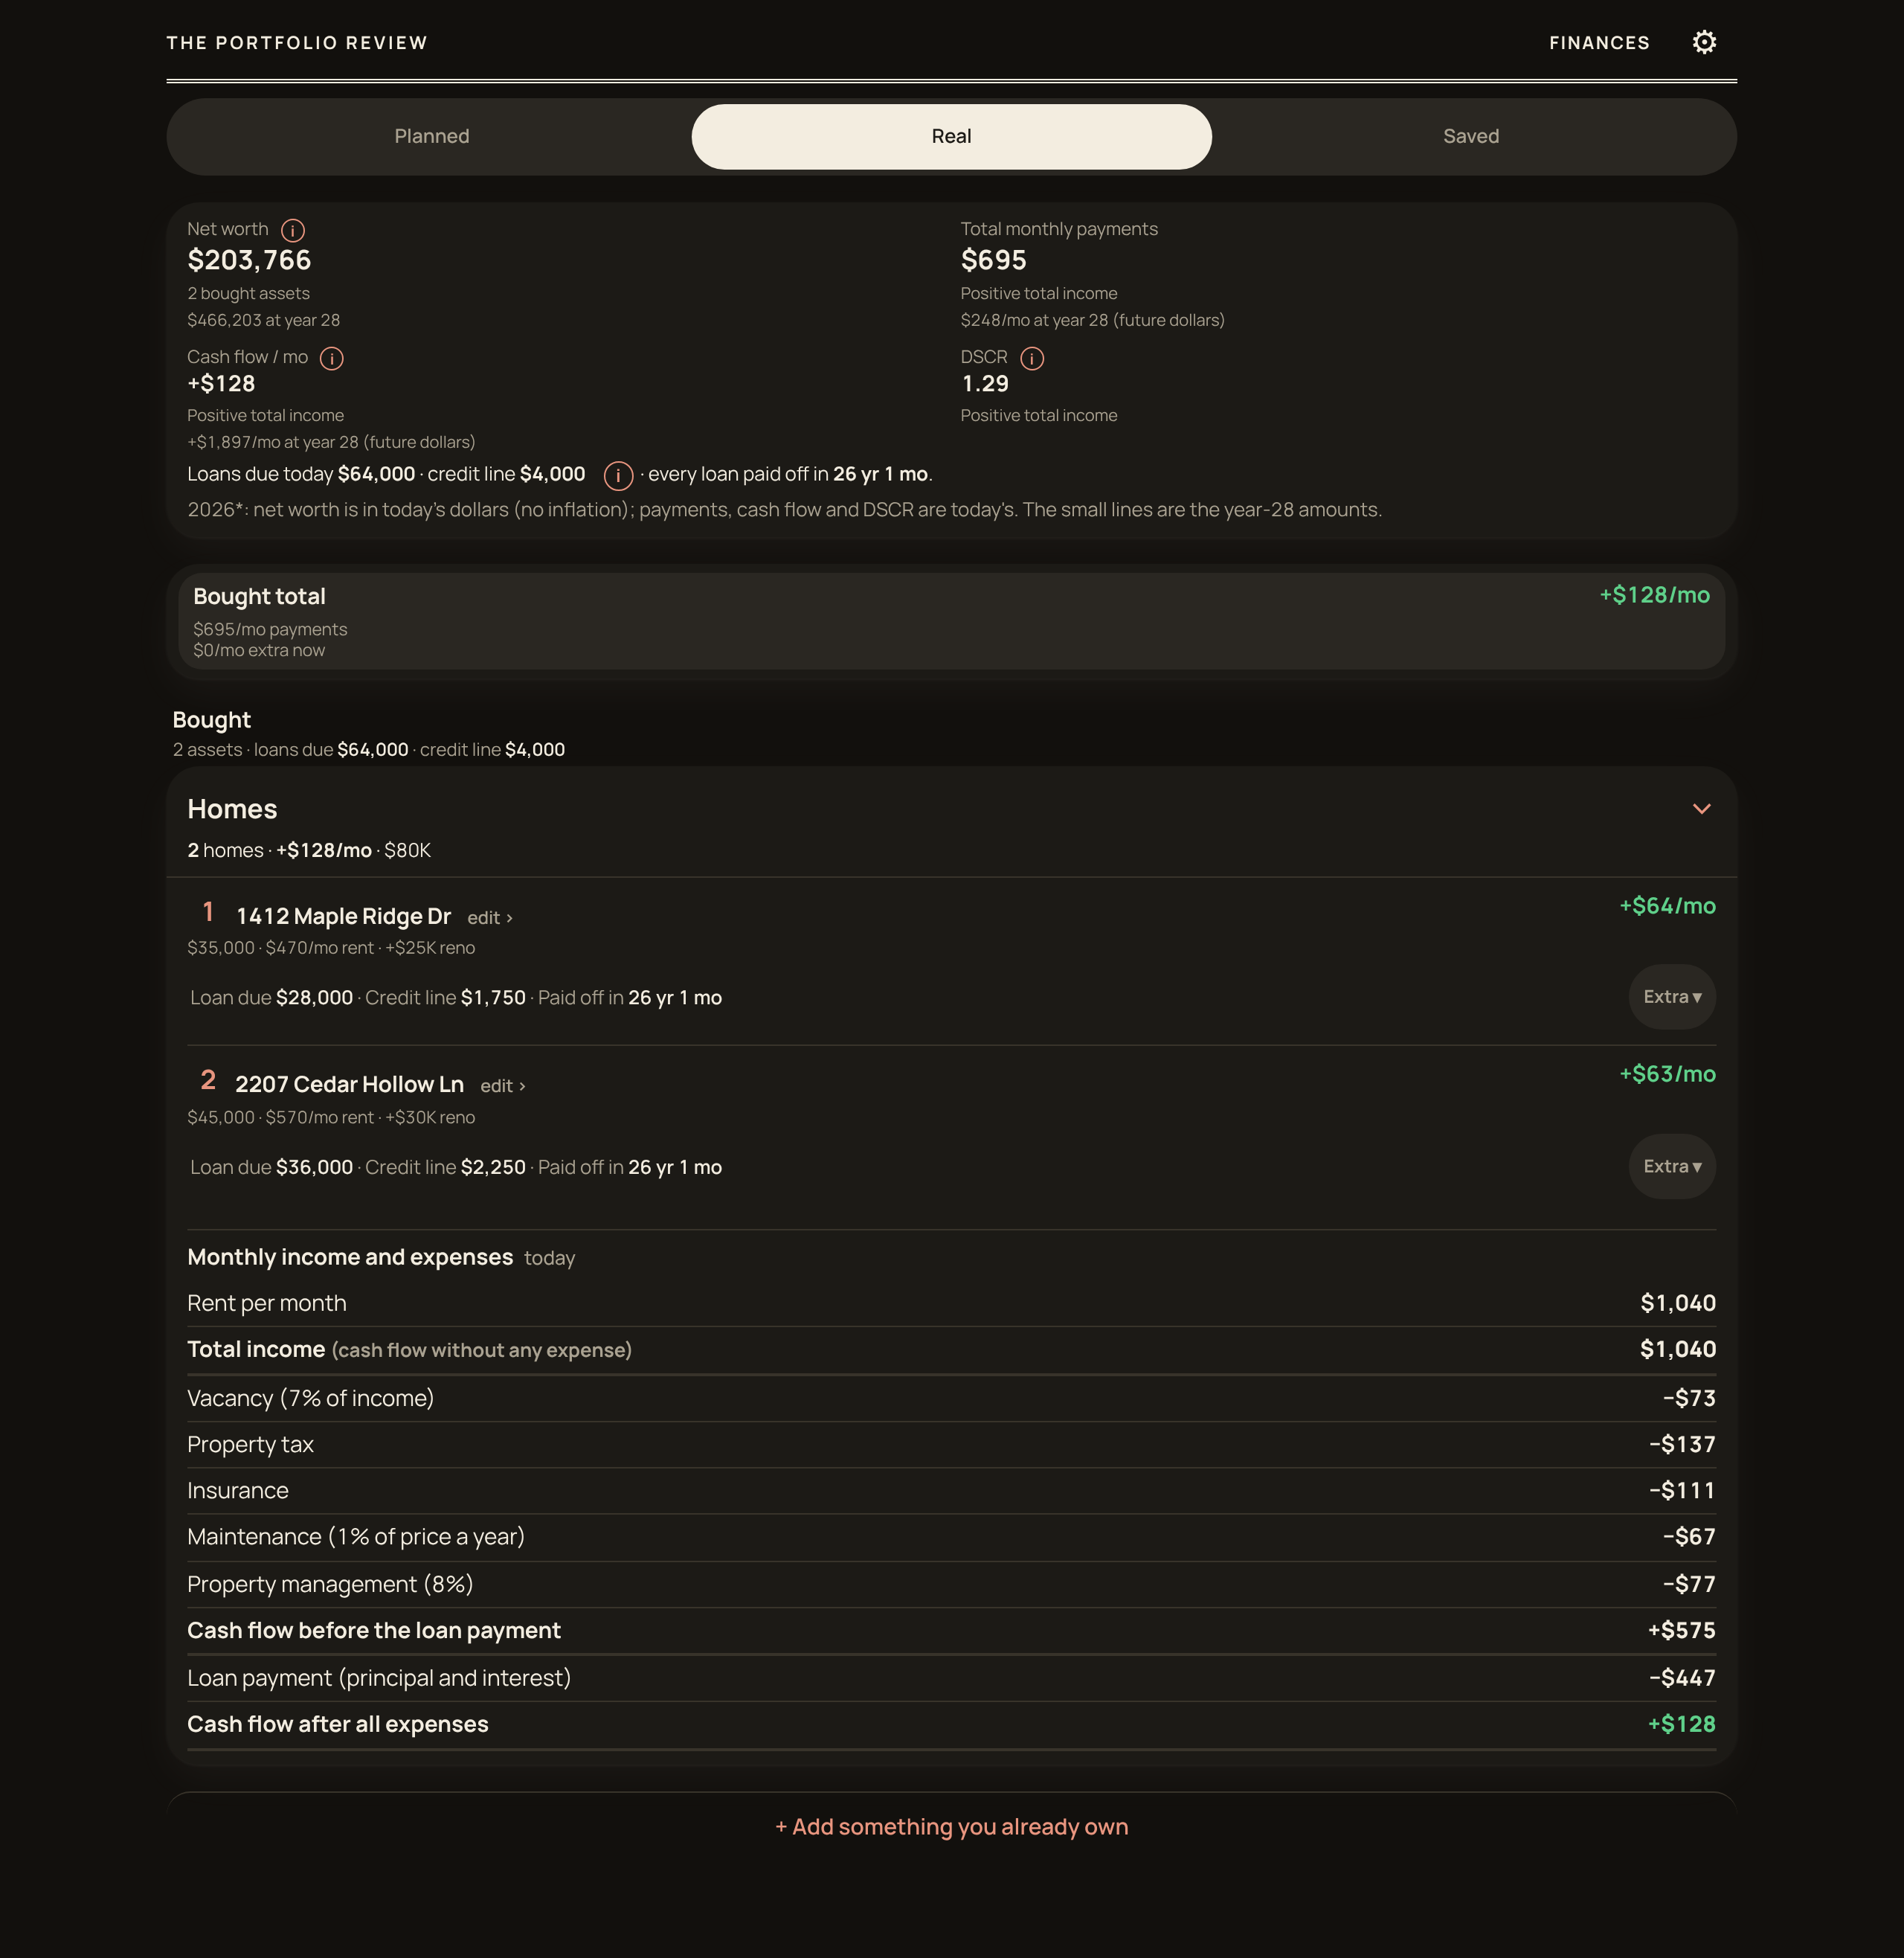 THE PORTFOLIO REVIEW
FINANCES
Planned
Real
Saved
Net worth
$203,766
2 bought assets
$466,203 at year 28
Total monthly payments
$695
Positive total income
$248/mo at year 28 (future dollars)
Cash flow / mo
+$128
Positive total income
+$1,897/mo at year 28 (future dollars)
DSCR
1.29
Positive total income
Loans due today $64,000 · credit line $4,000 · every loan paid off in 26 yr 1 mo.
2026*: net worth is in today's dollars (no inflation); payments, cash flow and DSCR are today's. The small lines are the year-28 amounts.
Bought total
+$128/mo
$695/mo payments
$0/mo extra now
Bought
2 assets · loans due $64,000 · credit line $4,000
Homes
2 homes · +$128/mo · $80K
1 1412 Maple Ridge Dr edit ›
+$64/mo
$35,000 · $470/mo rent · +$25K reno
Loan due $28,000 · Credit line $1,750 · Paid off in 26 yr 1 mo
Extra ▾
2 2207 Cedar Hollow Ln edit ›
+$63/mo
$45,000 · $570/mo rent · +$30K reno
Loan due $36,000 · Credit line $2,250 · Paid off in 26 yr 1 mo
Extra ▾
Monthly income and expenses today
Rent per month $1,040
Total income (cash flow without any expense) $1,040
Vacancy (7% of income) −$73
Property tax −$137
Insurance −$111
Maintenance (1% of price a year) −$67
Property management (8%) −$77
Cash flow before the loan payment +$575
Loan payment (principal and interest) −$447
Cash flow after all expenses +$128
+ Add something you already own